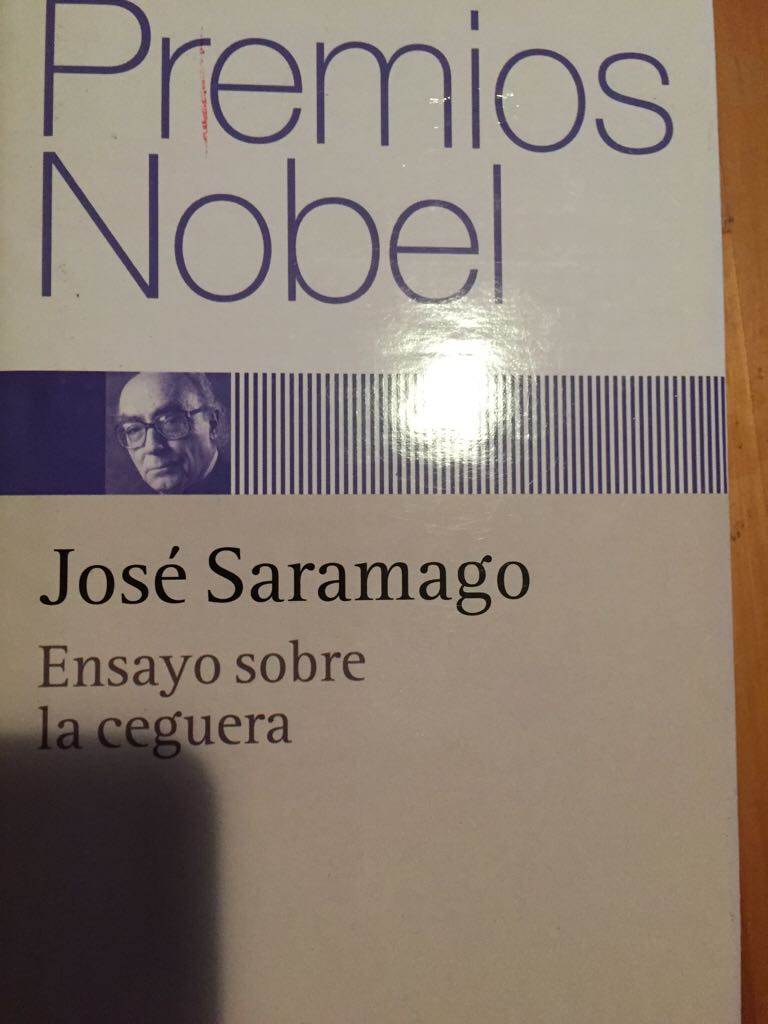 Premios
Nobel
José Saramago
Ensayo sobre
la ceguera